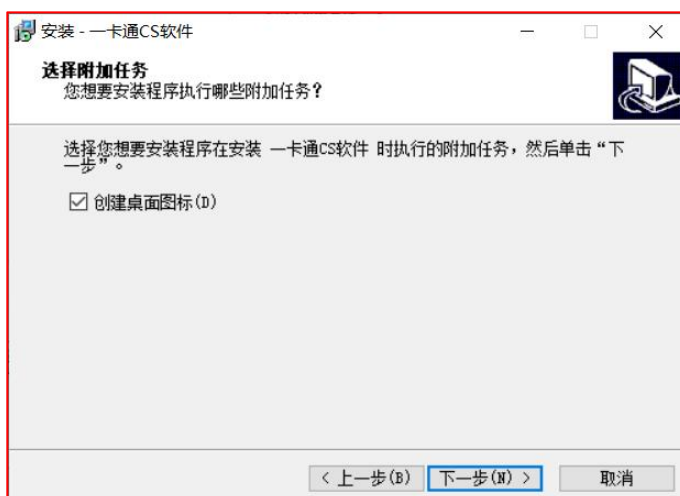 安装 - 一卡通CS软件
选择附加任务
您想要安装程序执行哪些附加任务？
选择您想要安装程序在安装 一卡通CS软件 时执行的附加任务，然后单击“下
一步”。
创建桌面图标(D)
< 上一步(B)
下一步(N) >
取消